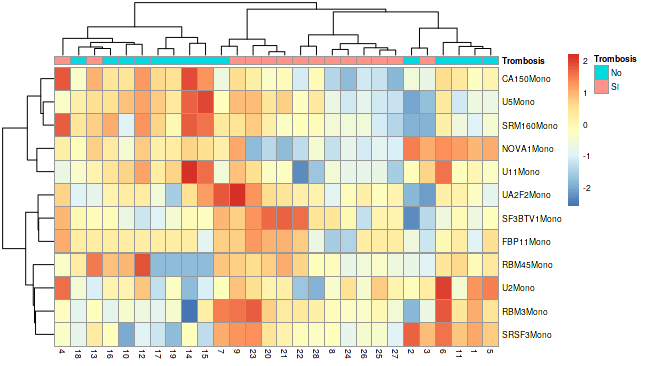 Trombosis
Trombosis
No
SI
2
1
0
-1
-2
CA150Mono
U5Mono
SRM160Mono
NOVA1Mono
U11Mono
UA2F2Mono
SF3BTV1Mono
FBP11Mono
RBM45Mono
U2Mono
RBM3Mono
SRSF3Mono
4 18 13 16 10 12 17 19 14 15 7 9 23 20 21 22 28 8 24 26 25 27 2 3 6 11 1 5